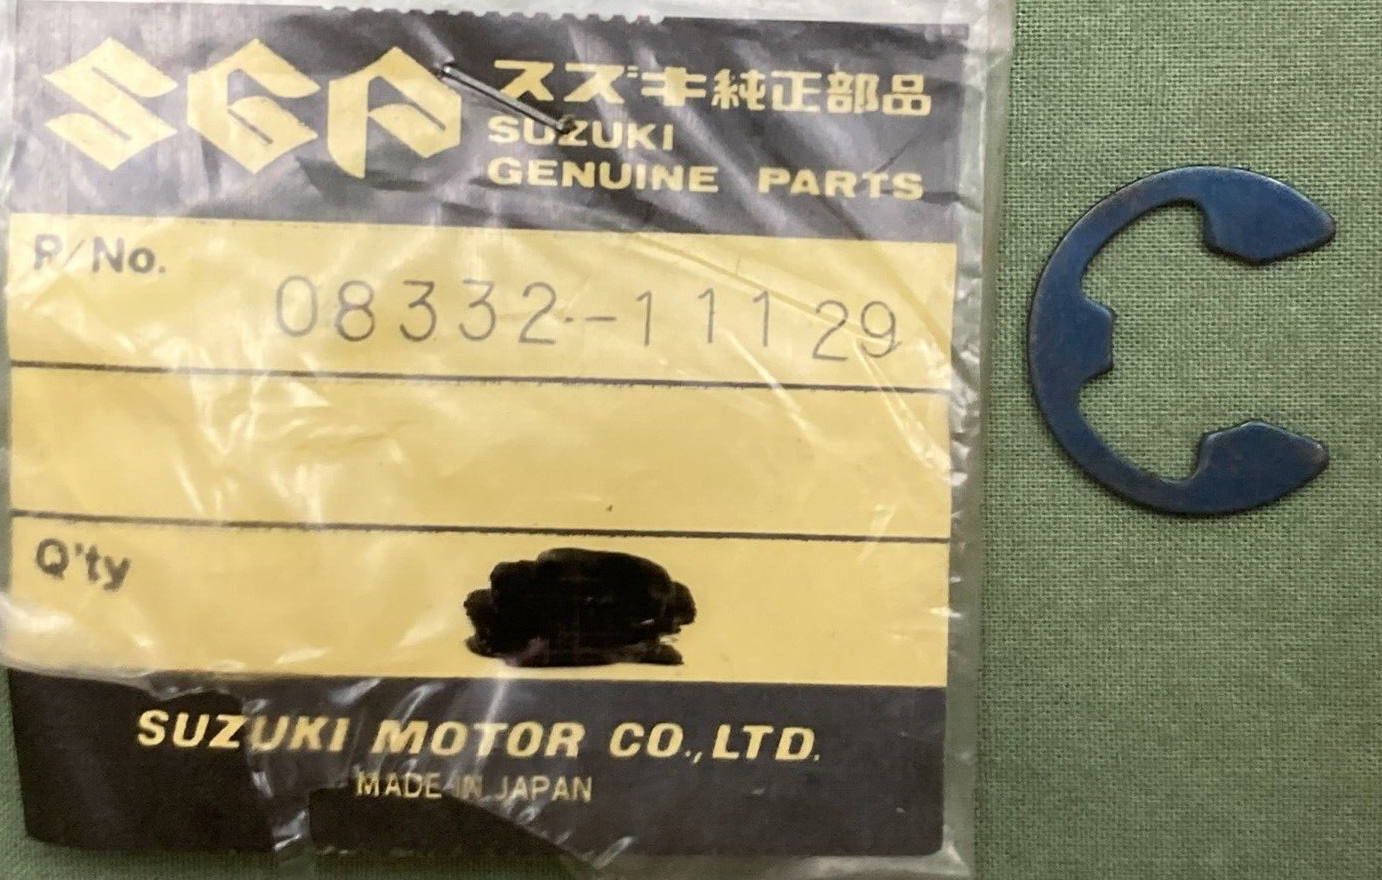 SGP
スズキ純正部品
SUZUKI
GENUINE PARTS
P/No.
08332-11129
Q'ty
SUZUKI MOTOR CO.,LTD.
MADE IN JAPAN